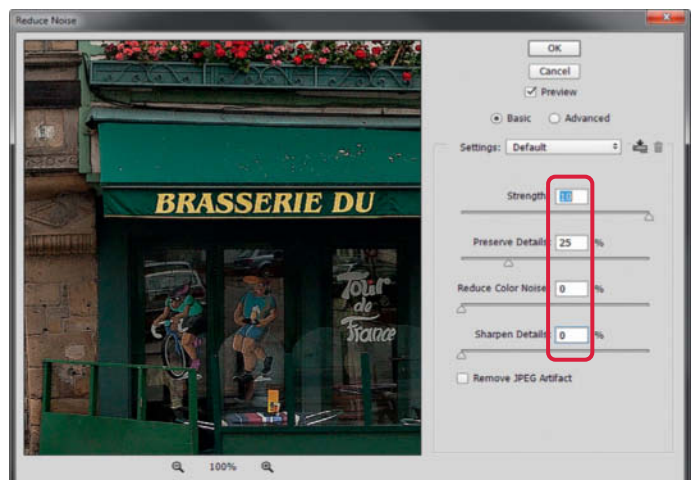 Reduce Noise
BRASSERIE DU
Tour
de
France
100%
OK
Cancel
Preview
Basic Advanced
Settings: Default
Strength: 10
Preserve Details: 25 %
Reduce Color Noise: 0 %
Sharpen Details: 0 %
Remove JPEG Artifact